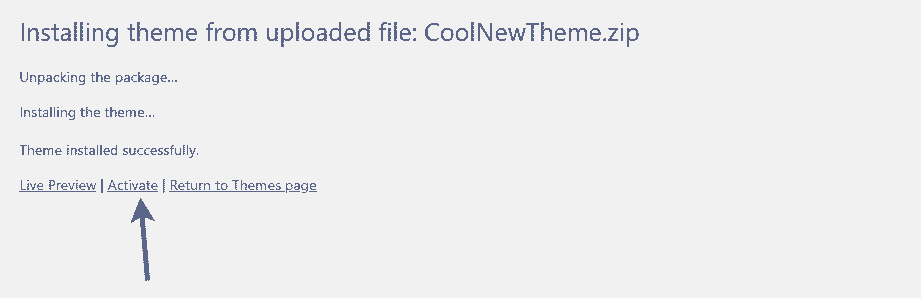 Installing theme from uploaded file: CoolNewTheme.zip
Unpacking the package...
Installing the theme...
Theme installed successfully.
Live Preview | Activate | Return to Themes page